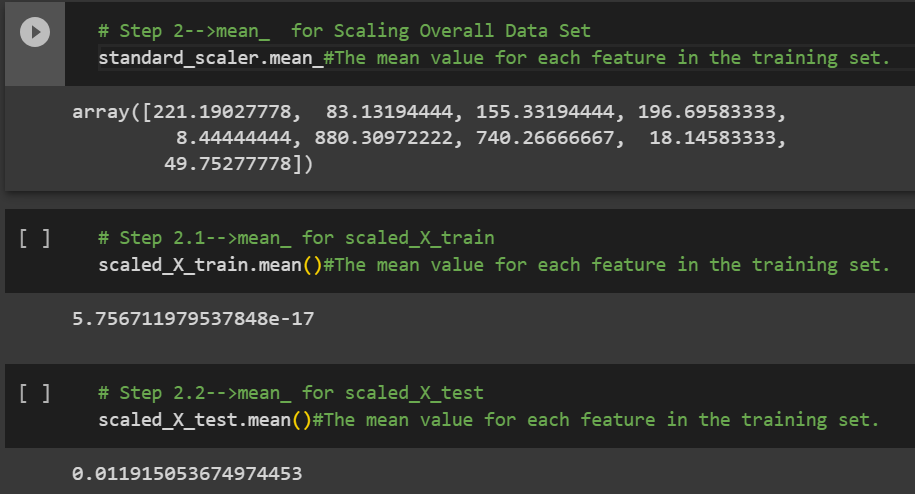 # Step 2-->mean_  for Scaling Overall Data Set
standard_scaler.mean_#The mean value for each feature in the training set.
array([221.19027778,  83.13194444, 155.33194444, 196.69583333,
         8.44444444, 880.30972222, 740.26666667,  18.14583333,
        49.75277778])
[ ] # Step 2.1-->mean_ for scaled_X_train
scaled_X_train.mean()#The mean value for each feature in the training set.
5.756711979537848e-17
[ ] # Step 2.2-->mean_ for scaled_X_test
scaled_X_test.mean()#The mean value for each feature in the training set.
0.011915053674974453